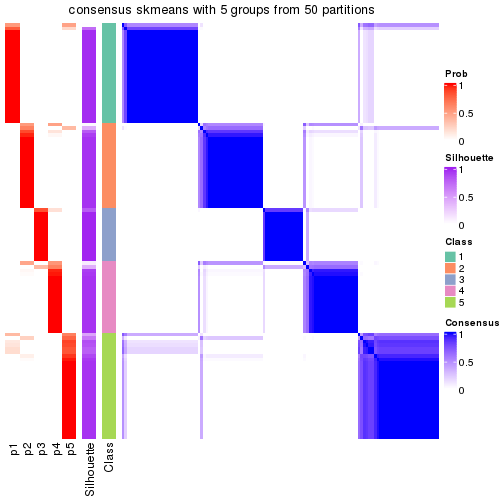 consensus skmeans with 5 groups from 50 partitions
Prob
1
0.5
0
Silhouette
1
0.5
0
Class
1
2
3
4
5
Consensus
1
0.5
0
p1
p2
p3
p4
p5
Silhouette
Class